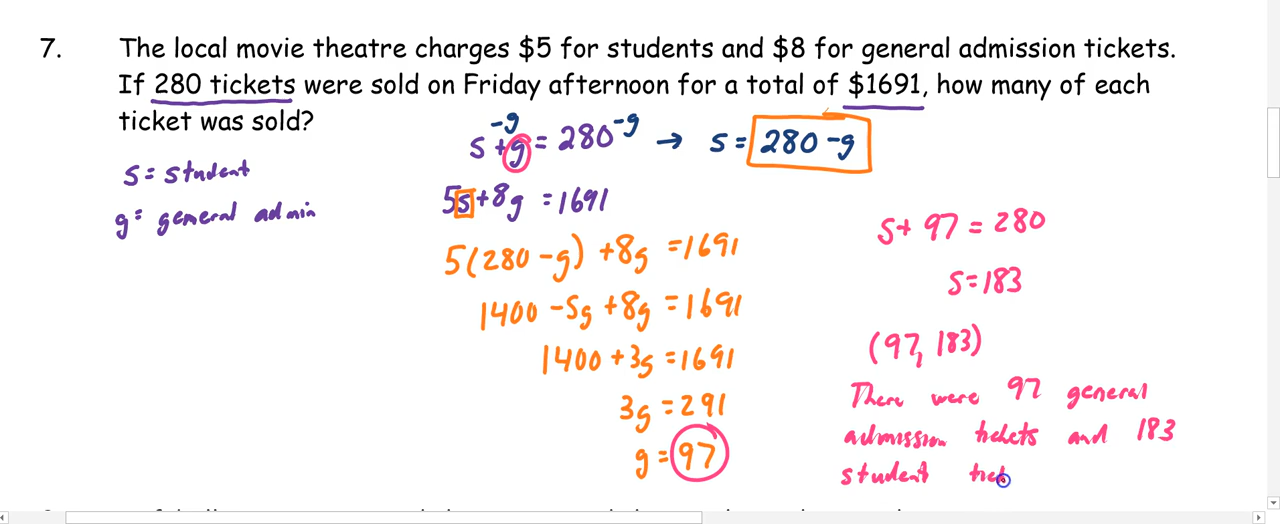 7. The local movie theatre charges $5 for students and $8 for general admission tickets.
If 280 tickets were sold on Friday afternoon for a total of $1691, how many of each
ticket was sold?
-g -g
s + g = 280 → s = 280 - g
s = student
5s + 8g = 1691
g = general admin
5(280 - g) + 8g = 1691
1400 - 5g + 8g = 1691
1400 + 3g = 1691
3g = 291
g = 97
s + 97 = 280
s = 183
(97, 183)
There were 97 general
admission tickets and 183
student tick